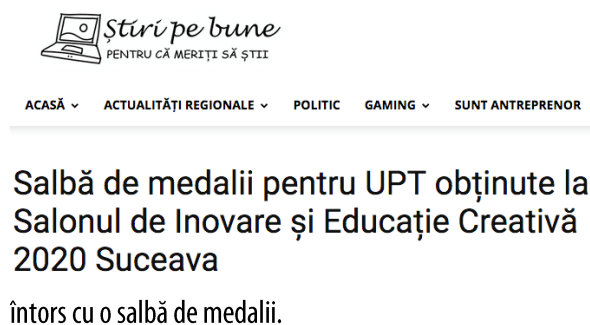 Știri pe bune
PENTRU CĂ MERIȚI SĂ ȘTII
ACASĂ ACTUALITĂȚI REGIONALE POLITIC GAMING SUNT ANTREPRENOR
Salbă de medalii pentru UPT obținute la
Salonul de Inovare și Educație Creativă
2020 Suceava
întors cu o salbă de medalii.